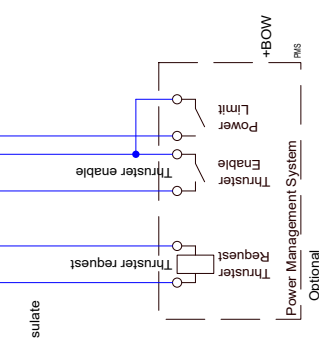 +BOW
PMS
Power
Limit
Thruster
Enable
Thruster enable
Thruster
Request
Thruster request
Power Management System
Optional
sulate